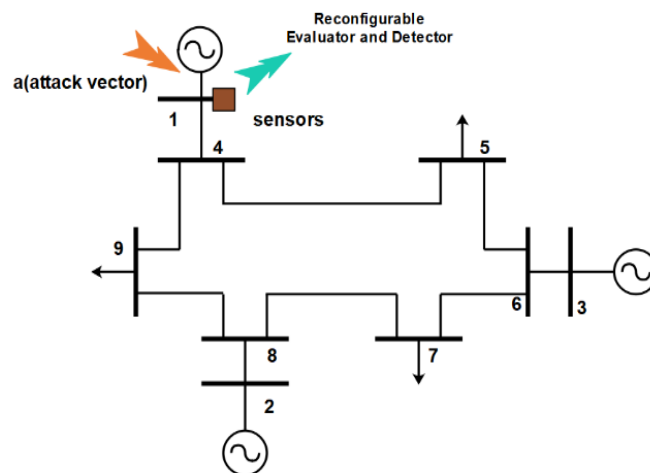 Reconfigurable
Evaluator and Detector
a(attack vector)
1
sensors
4
5
9
6
3
8
7
2